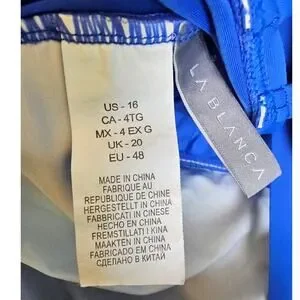 US - 16
CA - 4TG
MX - 4 EX G
UK - 20
EU - 48
MADE IN CHINA
FABRIQUE AU
REPUBLIQUE DE CHINE
HERGESTELLT IN CHINA
FABBRICATI IN CINESE
HECHO EN CHINA
FREMSTILLATI I KINA
MAAKTEN IN CHINA
FABRICADO EM CHINA
СДЕЛАНО В КИТАЙ
LA BLANCA